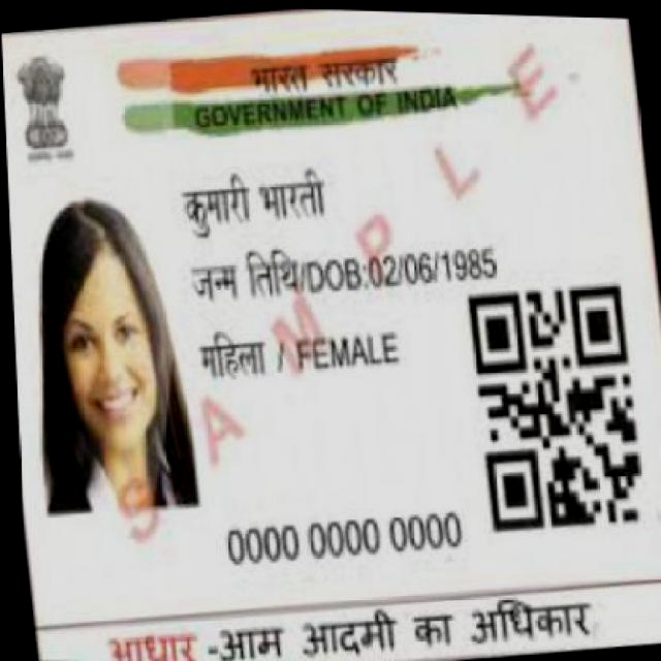 भारत सरकार
GOVERNMENT OF INDIA
कुमारी भारती
जन्म तिथि/DOB:02/06/1985
महिला / FEMALE
SAMPLE
0000 0000 0000
आधार -आम आदमी का अधिकार